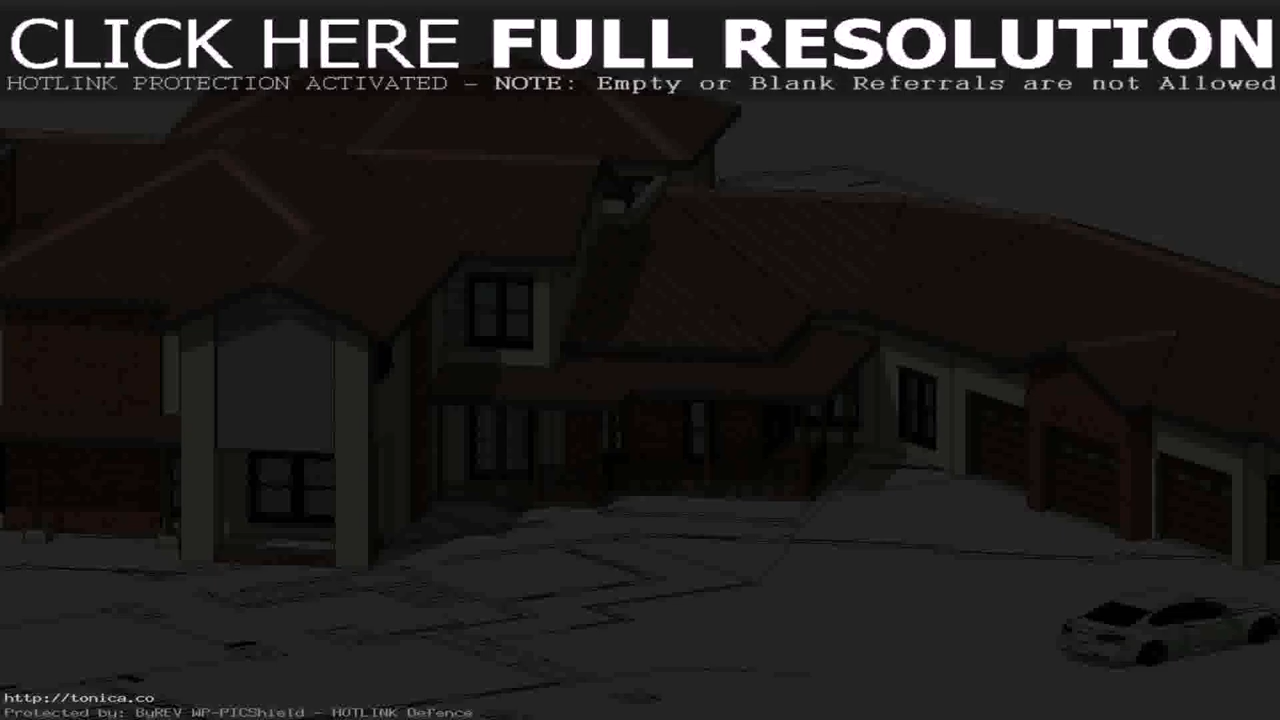 CLICK HERE FULL RESOLUTION
HOTLINK PROTECTION ACTIVATED – NOTE: Empty or Blank Referrals are not Allowed
http://tonica.co
Protected by: ByREV WP-PICShield – HOTLINK Defence